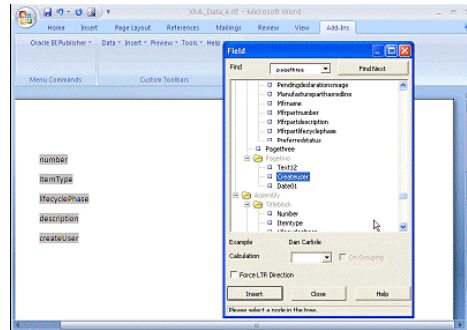 XML_Data_4.rtf - Microsoft Word
Home Insert Page Layout References Mailings Review View Add-Ins
Oracle BI Publisher Data Insert Preview Tools Help
Menu Commands Custom Toolbars
Field
Find pagethree Find Next
Pendingdeclarationsmage
Manufactureparthamedline
Mfrname
Mfrpartnumber
Mfrpartdescription
Mfrpartlifecyclephase
Preferredstatus
Pagethree
Pagetwo
Text12
Createuser
Date01
Assembly
Titleblock
Number
Itemtype
Example Dan Carlisle
Calculation On Grouping
Force LTR Direction
Insert Close Help
Please select a node in the tree.
number
itemType
lifecyclePhase
description
createUser